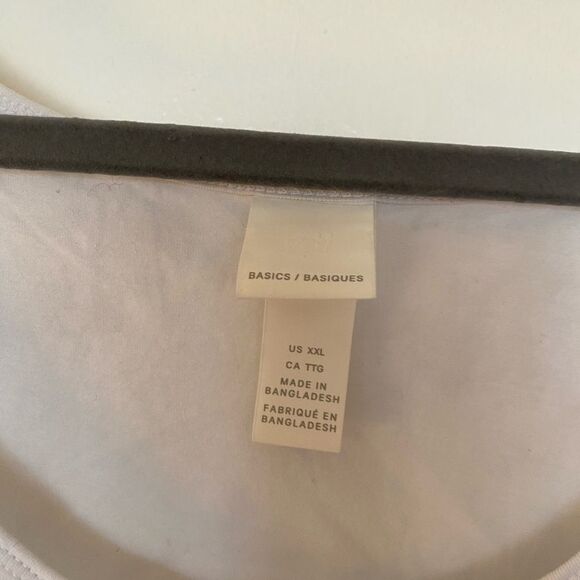 BASICS / BASIQUES
US XXL
CA TTG
MADE IN
BANGLADESH
FABRIQUÉ EN
BANGLADESH